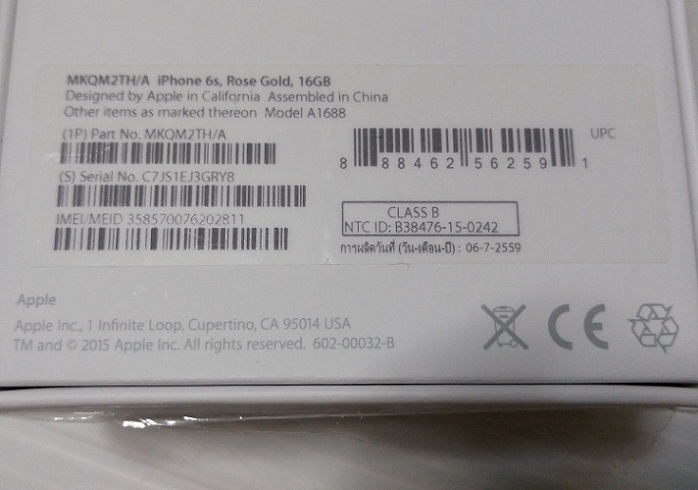 MKQM2TH/A iPhone 6s, Rose Gold, 16GB
Designed by Apple in California Assembled in China
Other items as marked thereon Model A1688
(1P) Part No. MKQM2TH/A
(S) Serial No. C7JS1EJ3GRY8
IMEI/MEID 358570076202811
UPC
8 88462 56259 1
CLASS B
NTC ID: B38476-15-0242
การผลิตวันที่ (วัน-เดือน-ปี) : 06-7-2559
Apple
Apple Inc., 1 Infinite Loop, Cupertino, CA 95014 USA
TM and © 2015 Apple Inc. All rights reserved. 602-00032-B
CE